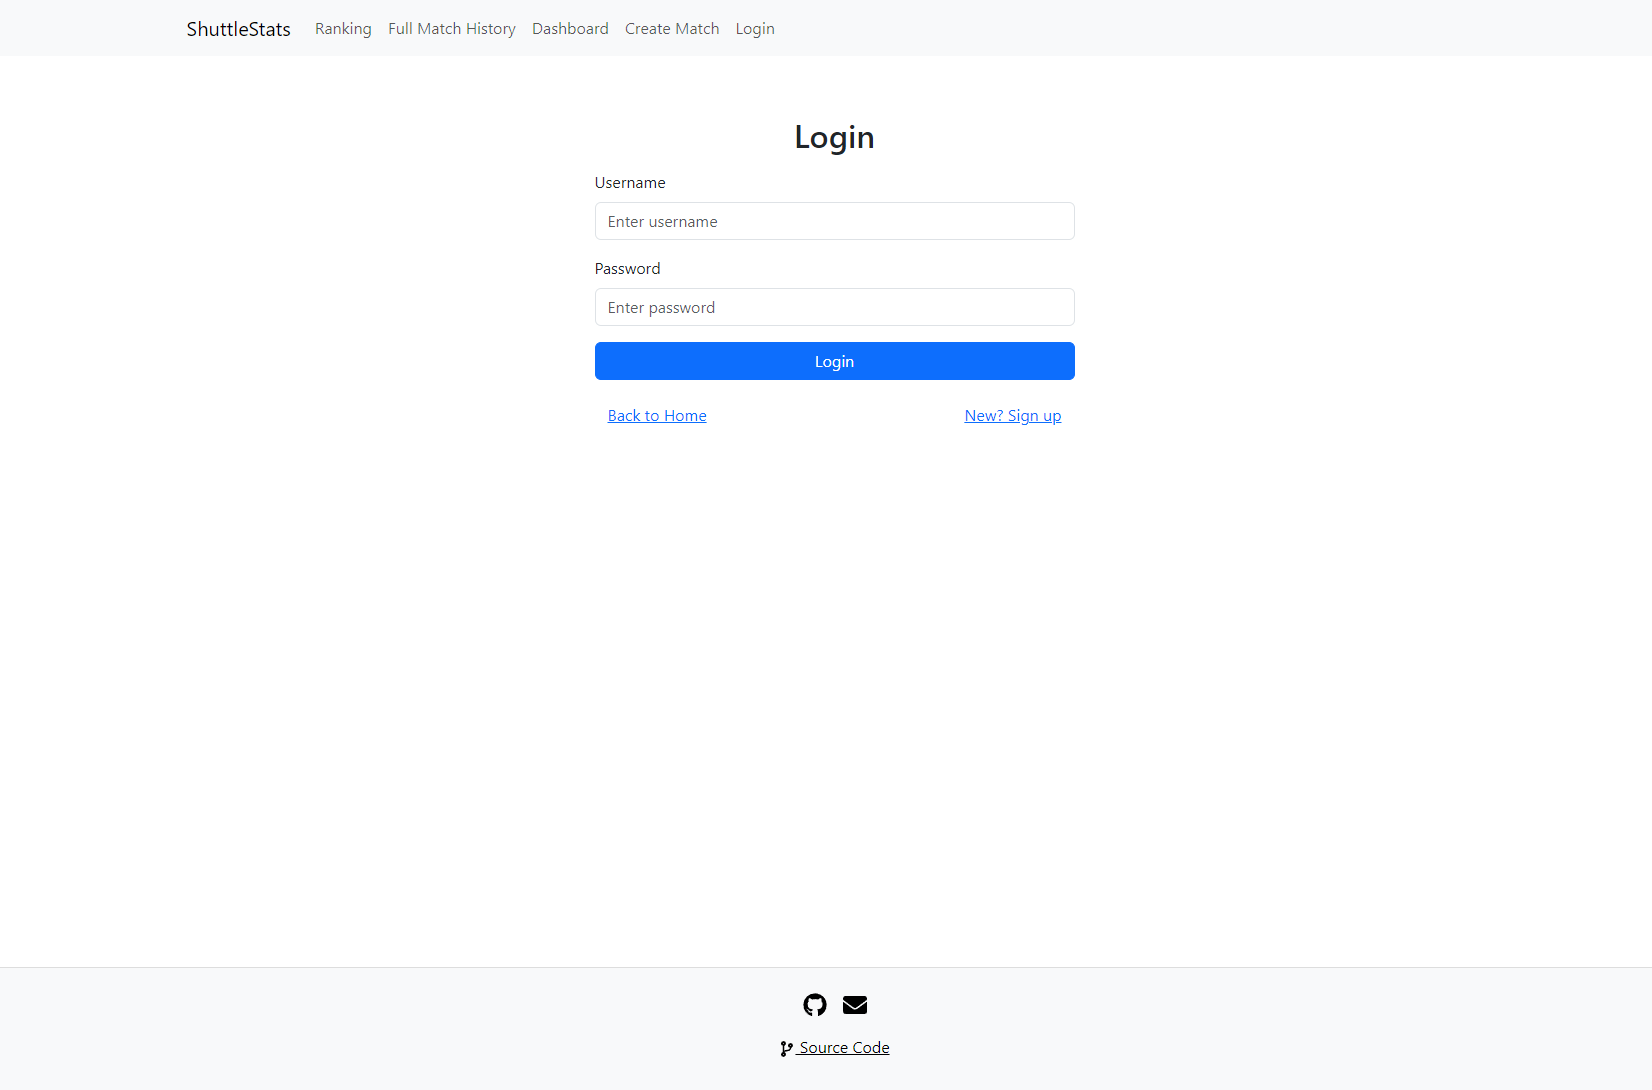 ShuttleStats Ranking Full Match History Dashboard Create Match Login
Login
Username
Enter username
Password
Enter password
Login
Back to Home New? Sign up
Source Code